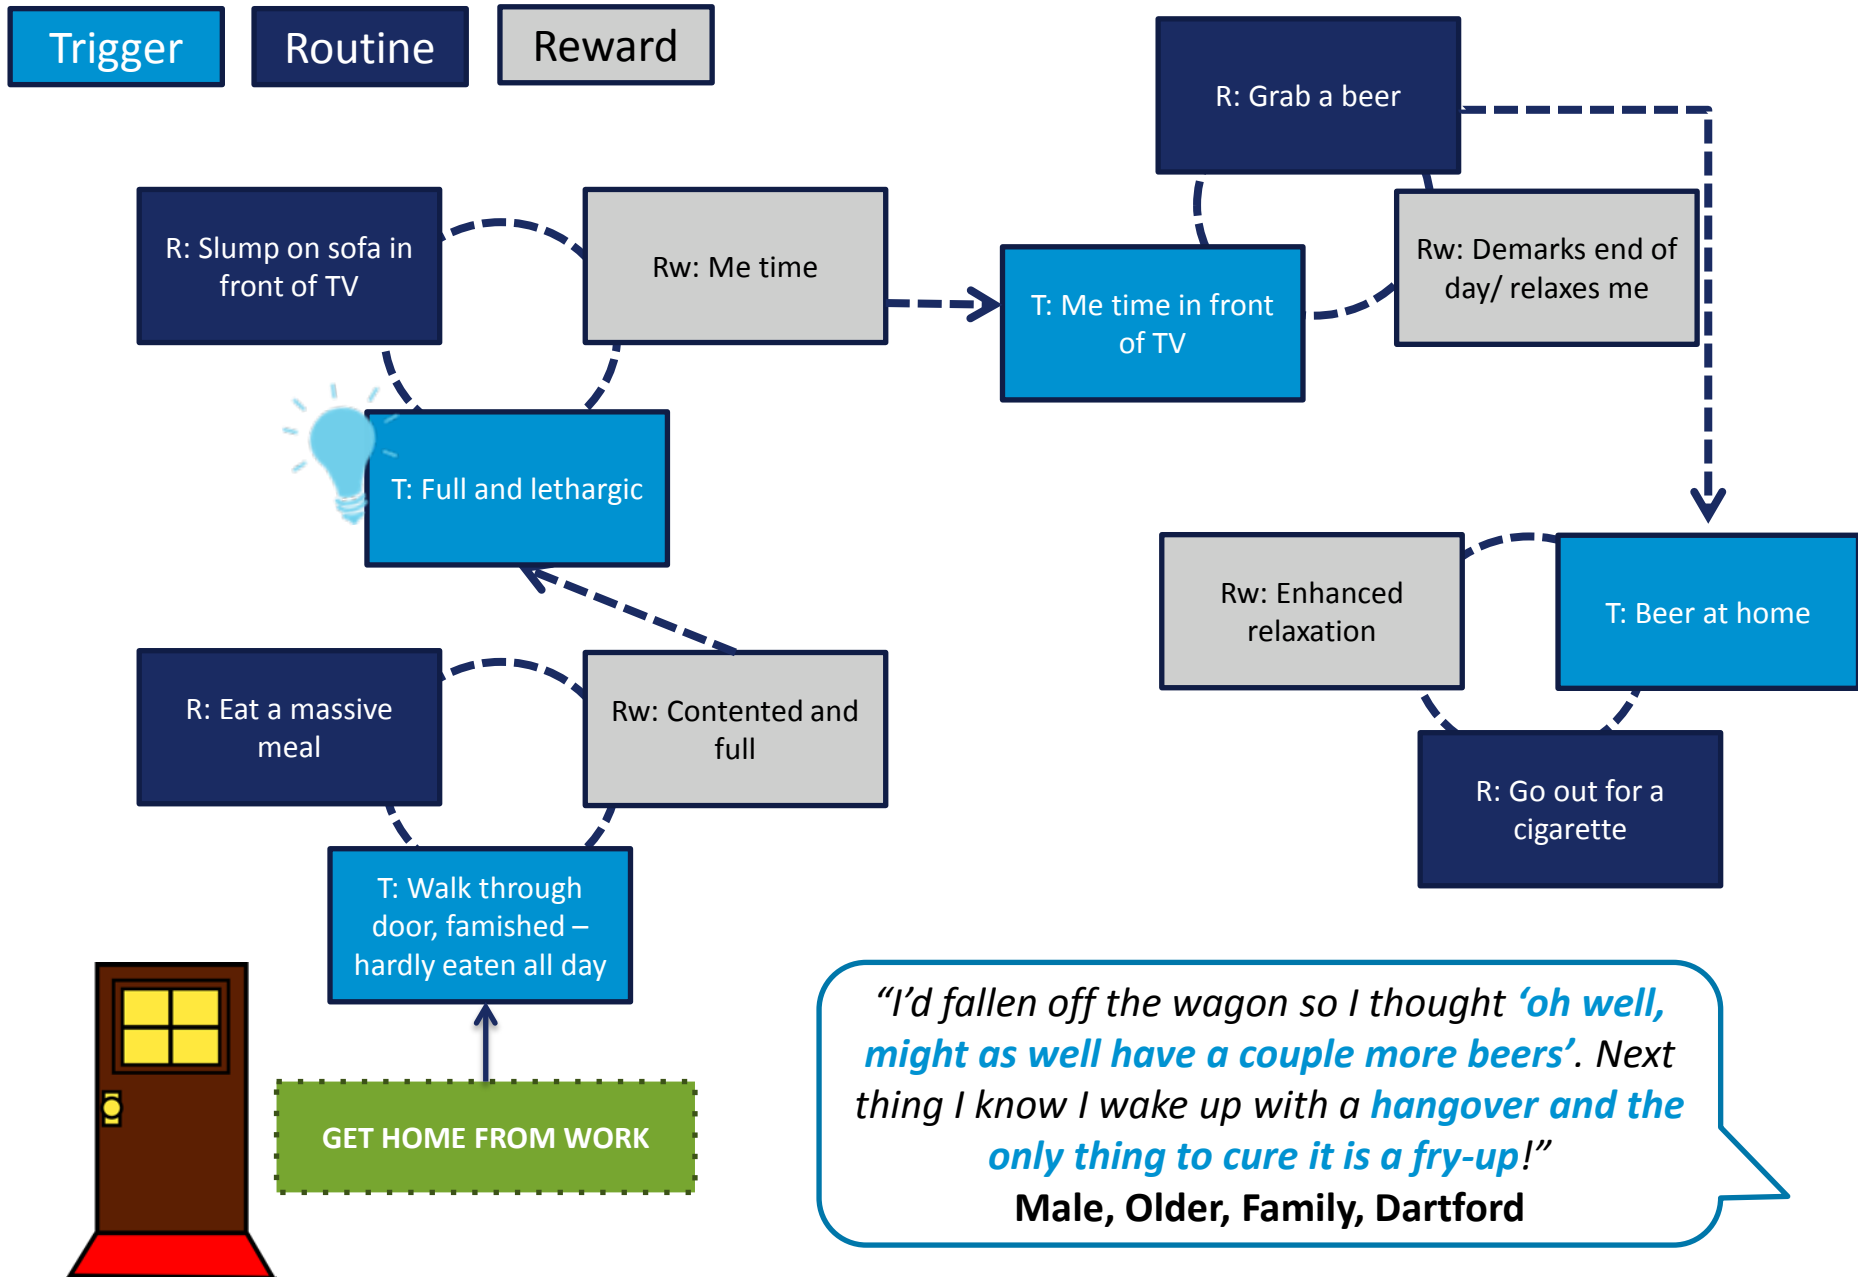 Trigger
Routine
Reward
R: Grab a beer
R: Slump on sofa in
front of TV
Rw: Me time
Rw: Demarks end of
day/ relaxes me
T: Me time in front
of TV
T: Full and lethargic
Rw: Enhanced
relaxation
T: Beer at home
R: Eat a massive
meal
Rw: Contented and
full
R: Go out for a
cigarette
T: Walk through
door, famished –
hardly eaten all day
GET HOME FROM WORK
“I’d fallen off the wagon so I thought ‘oh well,
might as well have a couple more beers’. Next
thing I know I wake up with a hangover and the
only thing to cure it is a fry-up!”
Male, Older, Family, Dartford